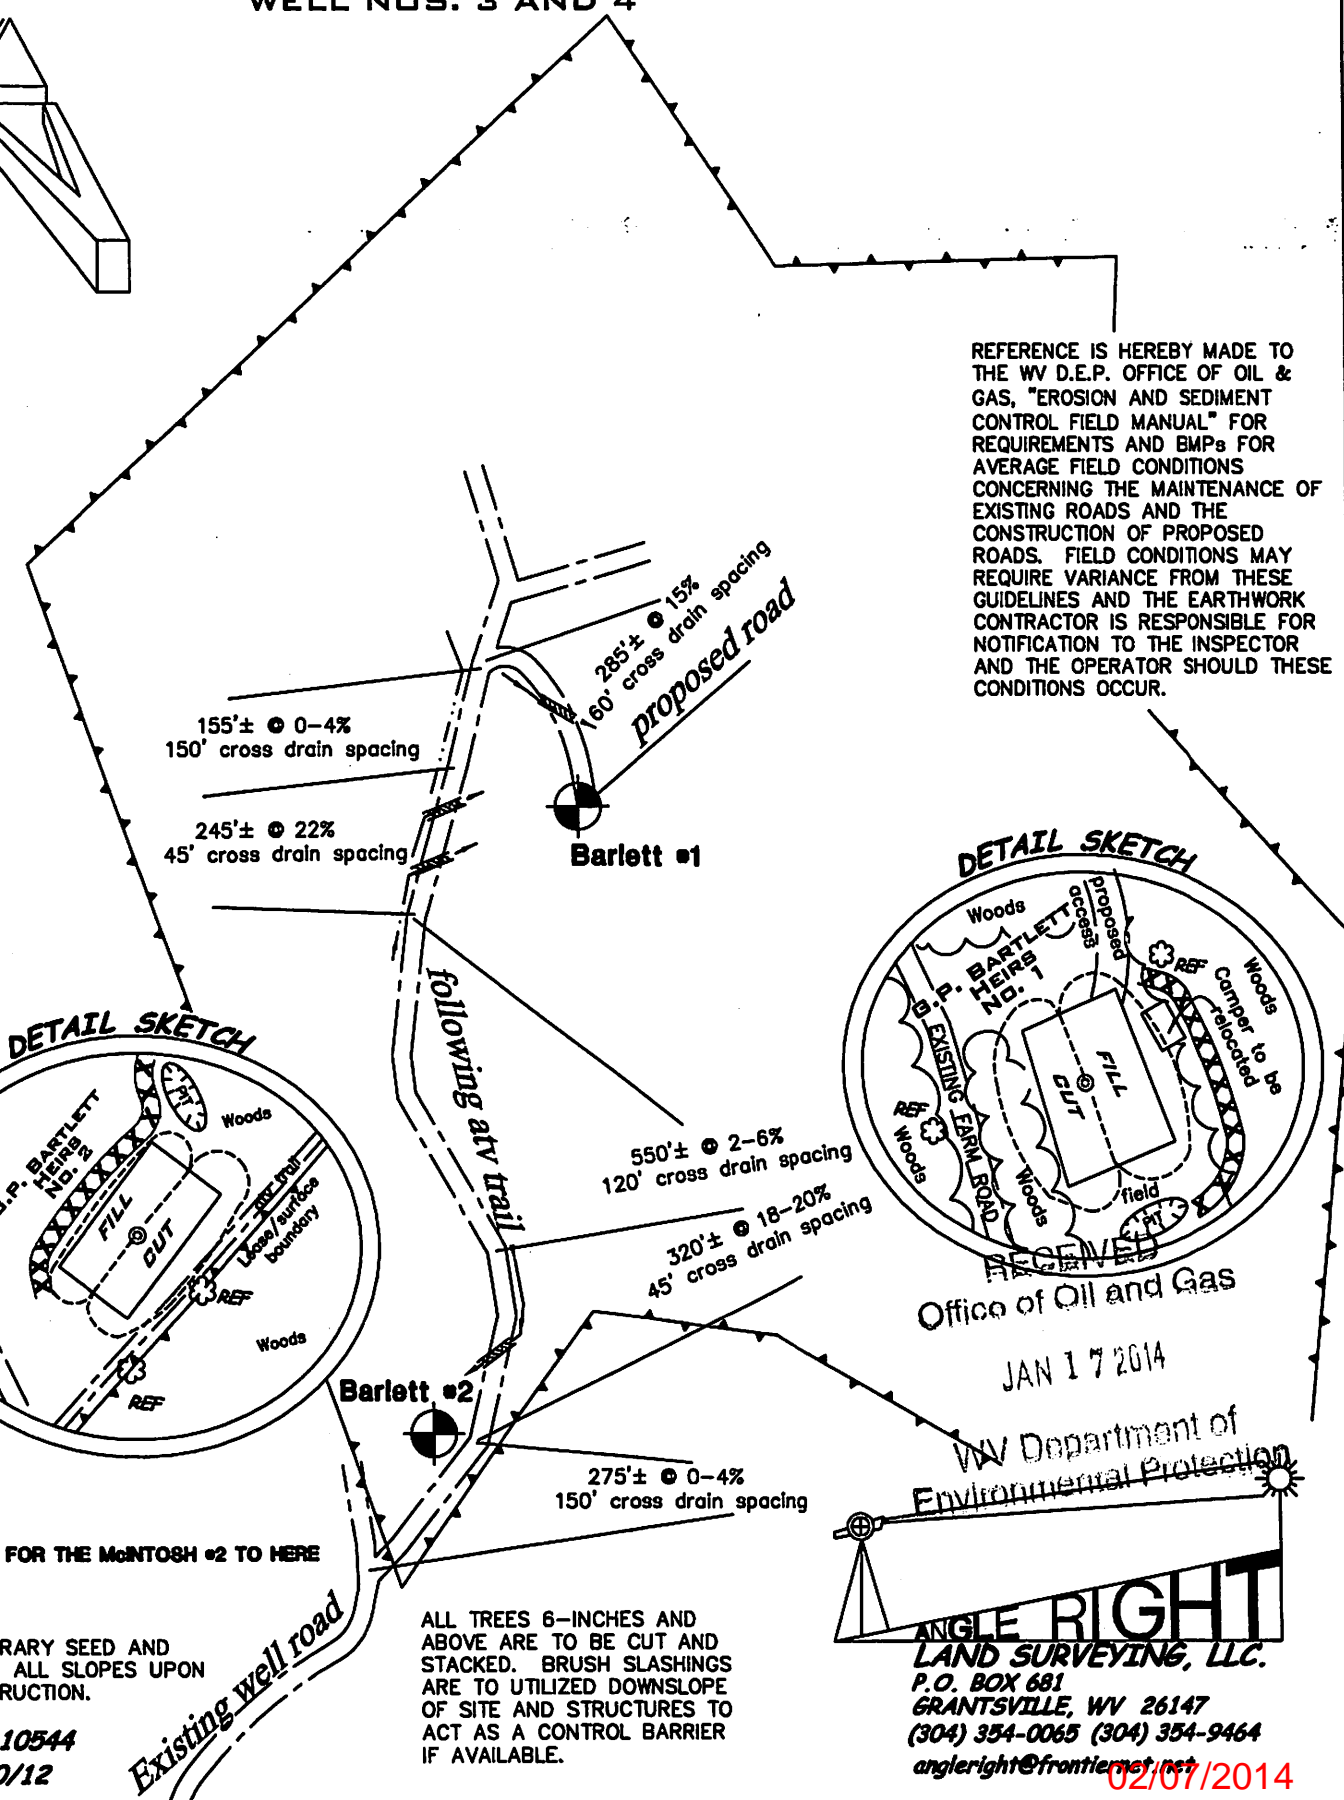 WELL NOS. 3 AND 4
REFERENCE IS HEREBY MADE TO
THE WV D.E.P. OFFICE OF OIL &
GAS, "EROSION AND SEDIMENT
CONTROL FIELD MANUAL" FOR
REQUIREMENTS AND BMPs FOR
AVERAGE FIELD CONDITIONS
CONCERNING THE MAINTENANCE OF
EXISTING ROADS AND THE
CONSTRUCTION OF PROPOSED
ROADS. FIELD CONDITIONS MAY
REQUIRE VARIANCE FROM THESE
GUIDELINES AND THE EARTHWORK
CONTRACTOR IS RESPONSIBLE FOR
NOTIFICATION TO THE INSPECTOR
AND THE OPERATOR SHOULD THESE
CONDITIONS OCCUR.
285'± @ 15%
60' cross drain spacing
proposed road
155'± @ 0-4%
150' cross drain spacing
245'± @ 22%
45' cross drain spacing
Barlett #1
following atv trail
550'± @ 2-6%
120' cross drain spacing
320'± @ 18-20%
45' cross drain spacing
Barlett #2
275'± @ 0-4%
150' cross drain spacing
DETAIL SKETCH
Woods
proposed
access
B.P. BARTLETT
HEIRS
NO. 1
REF
Woods
Camper to be
relocated
EXISTING FARM ROAD
FILL
CUT
REF
Woods
Woods
field
PIT
DETAIL SKETCH
.P. BARTLETT
HEIRS
NO. 2
PIT
Woods
FILL
CUT
atv trail
Lease/surface
boundary
REF
Woods
REF
RECEIVED
Office of Oil and Gas
JAN 17 2014
WV Department of
Environmental Protection
FOR THE McINTOSH #2 TO HERE
RARY SEED AND
ALL SLOPES UPON
RUCTION.
10544
0/12
Existing well road
ALL TREES 6-INCHES AND
ABOVE ARE TO BE CUT AND
STACKED. BRUSH SLASHINGS
ARE TO UTILIZED DOWNSLOPE
OF SITE AND STRUCTURES TO
ACT AS A CONTROL BARRIER
IF AVAILABLE.
ANGLE RIGHT
LAND SURVEYING, LLC.
P.O. BOX 681
GRANTSVILLE, WV 26147
(304) 354-0065 (304) 354-9464
angleright@frontiernet.net
02/07/2014